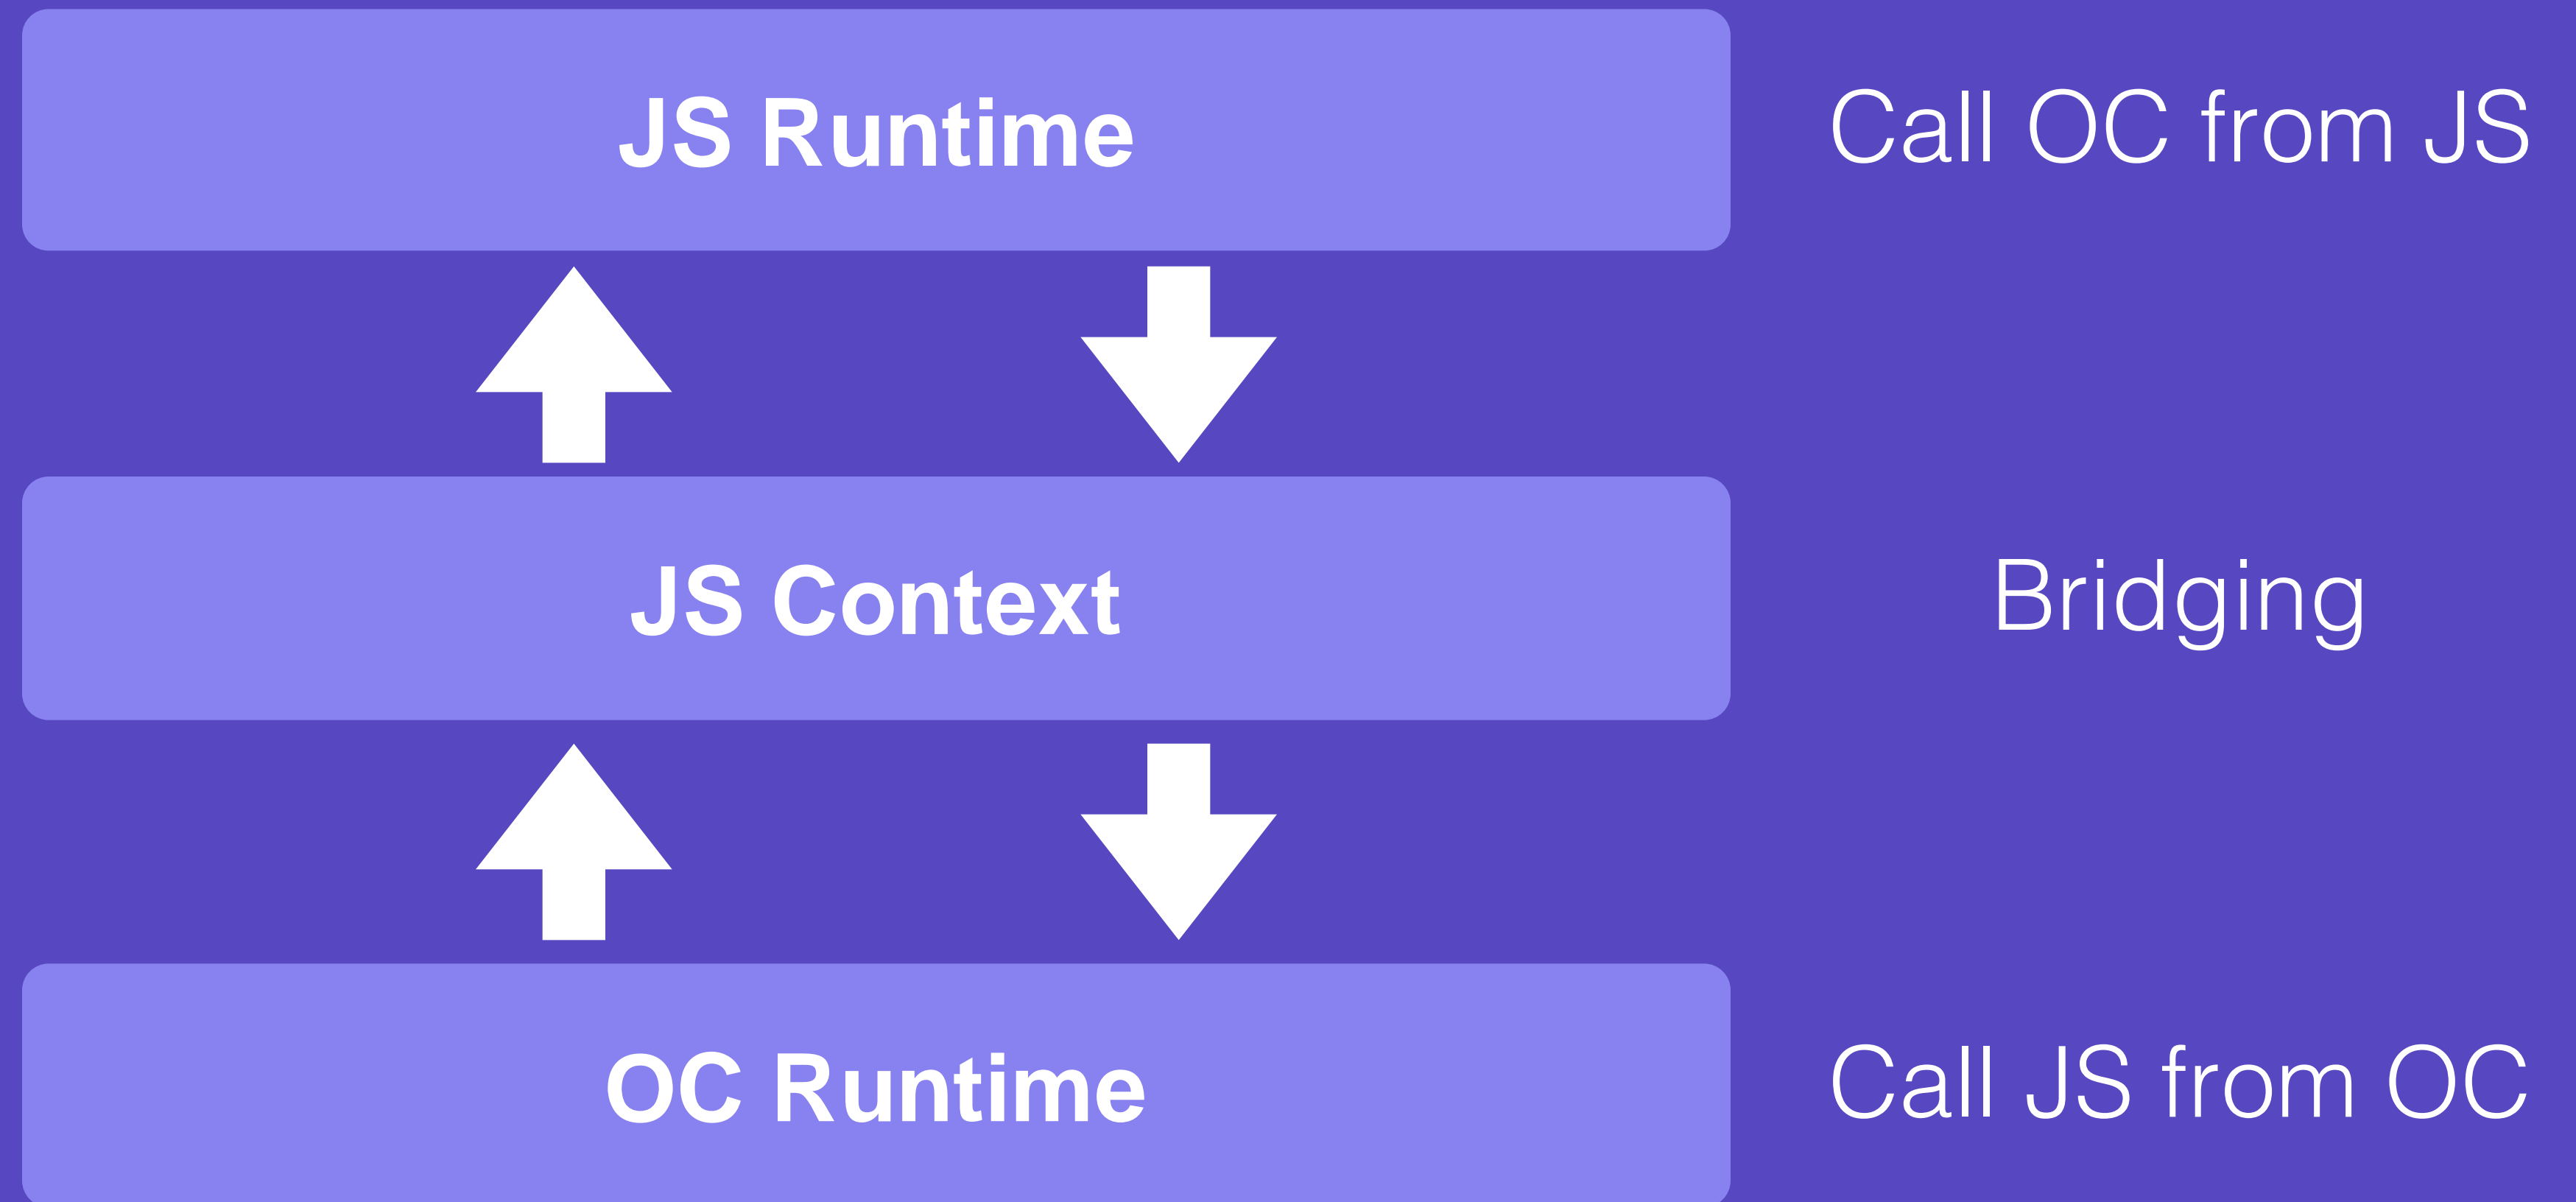 JS Runtime
Call OC from JS
JS Context
Bridging
OC Runtime
Call JS from OC